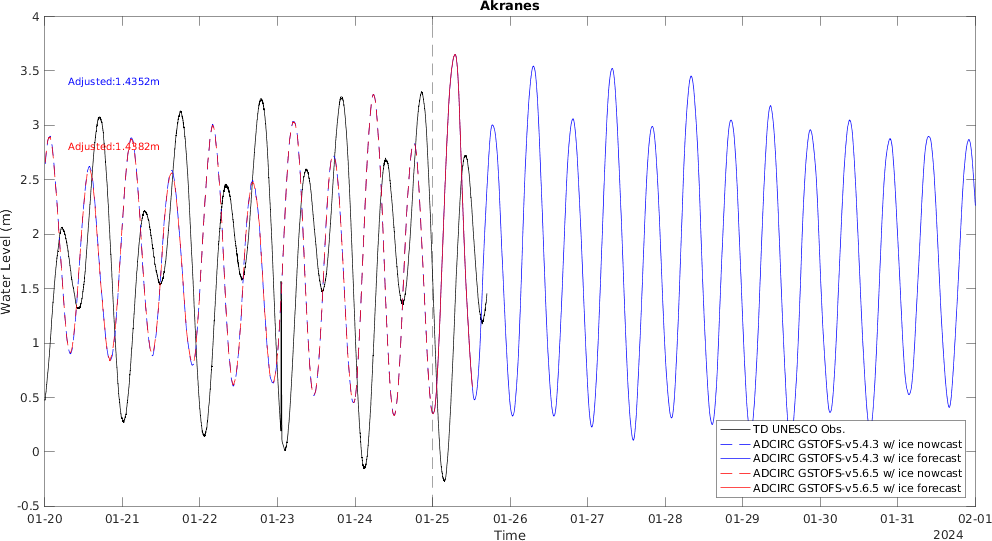 Akranes
4
3.5
3
2.5
2
1.5
1
0.5
0
-0.5
Water Level (m)
Adjusted:1.4352m
Adjusted:1.4382m
TD UNESCO Obs.
ADCIRC GSTOFS-v5.4.3 w/ ice nowcast
ADCIRC GSTOFS-v5.4.3 w/ ice forecast
ADCIRC GSTOFS-v5.6.5 w/ ice nowcast
ADCIRC GSTOFS-v5.6.5 w/ ice forecast
01-20 01-21 01-22 01-23 01-24 01-25 01-26 01-27 01-28 01-29 01-30 01-31 02-01
Time
2024